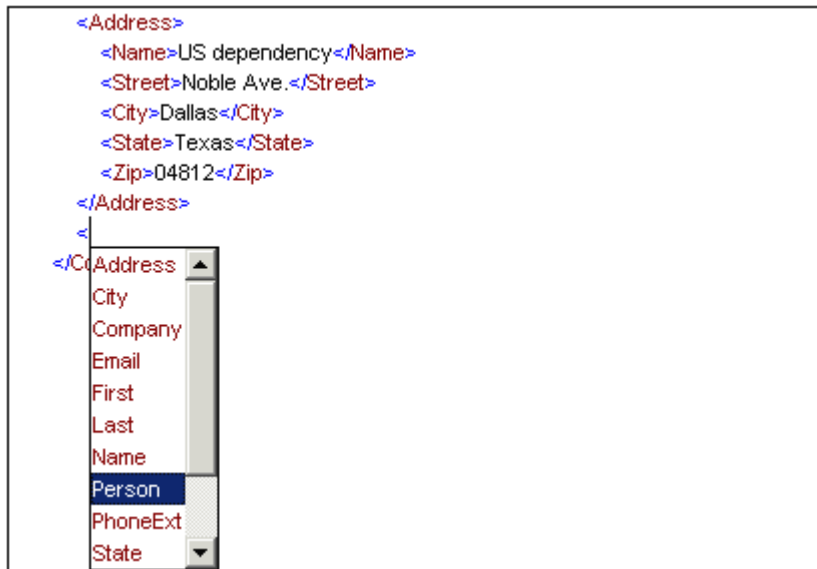 <Address>
<Name>US dependency</Name>
<Street>Noble Ave.</Street>
<City>Dallas</City>
<State>Texas</State>
<Zip>04812</Zip>
</Address>
<
</C
Address
City
Company
Email
First
Last
Name
Person
PhoneExt
State